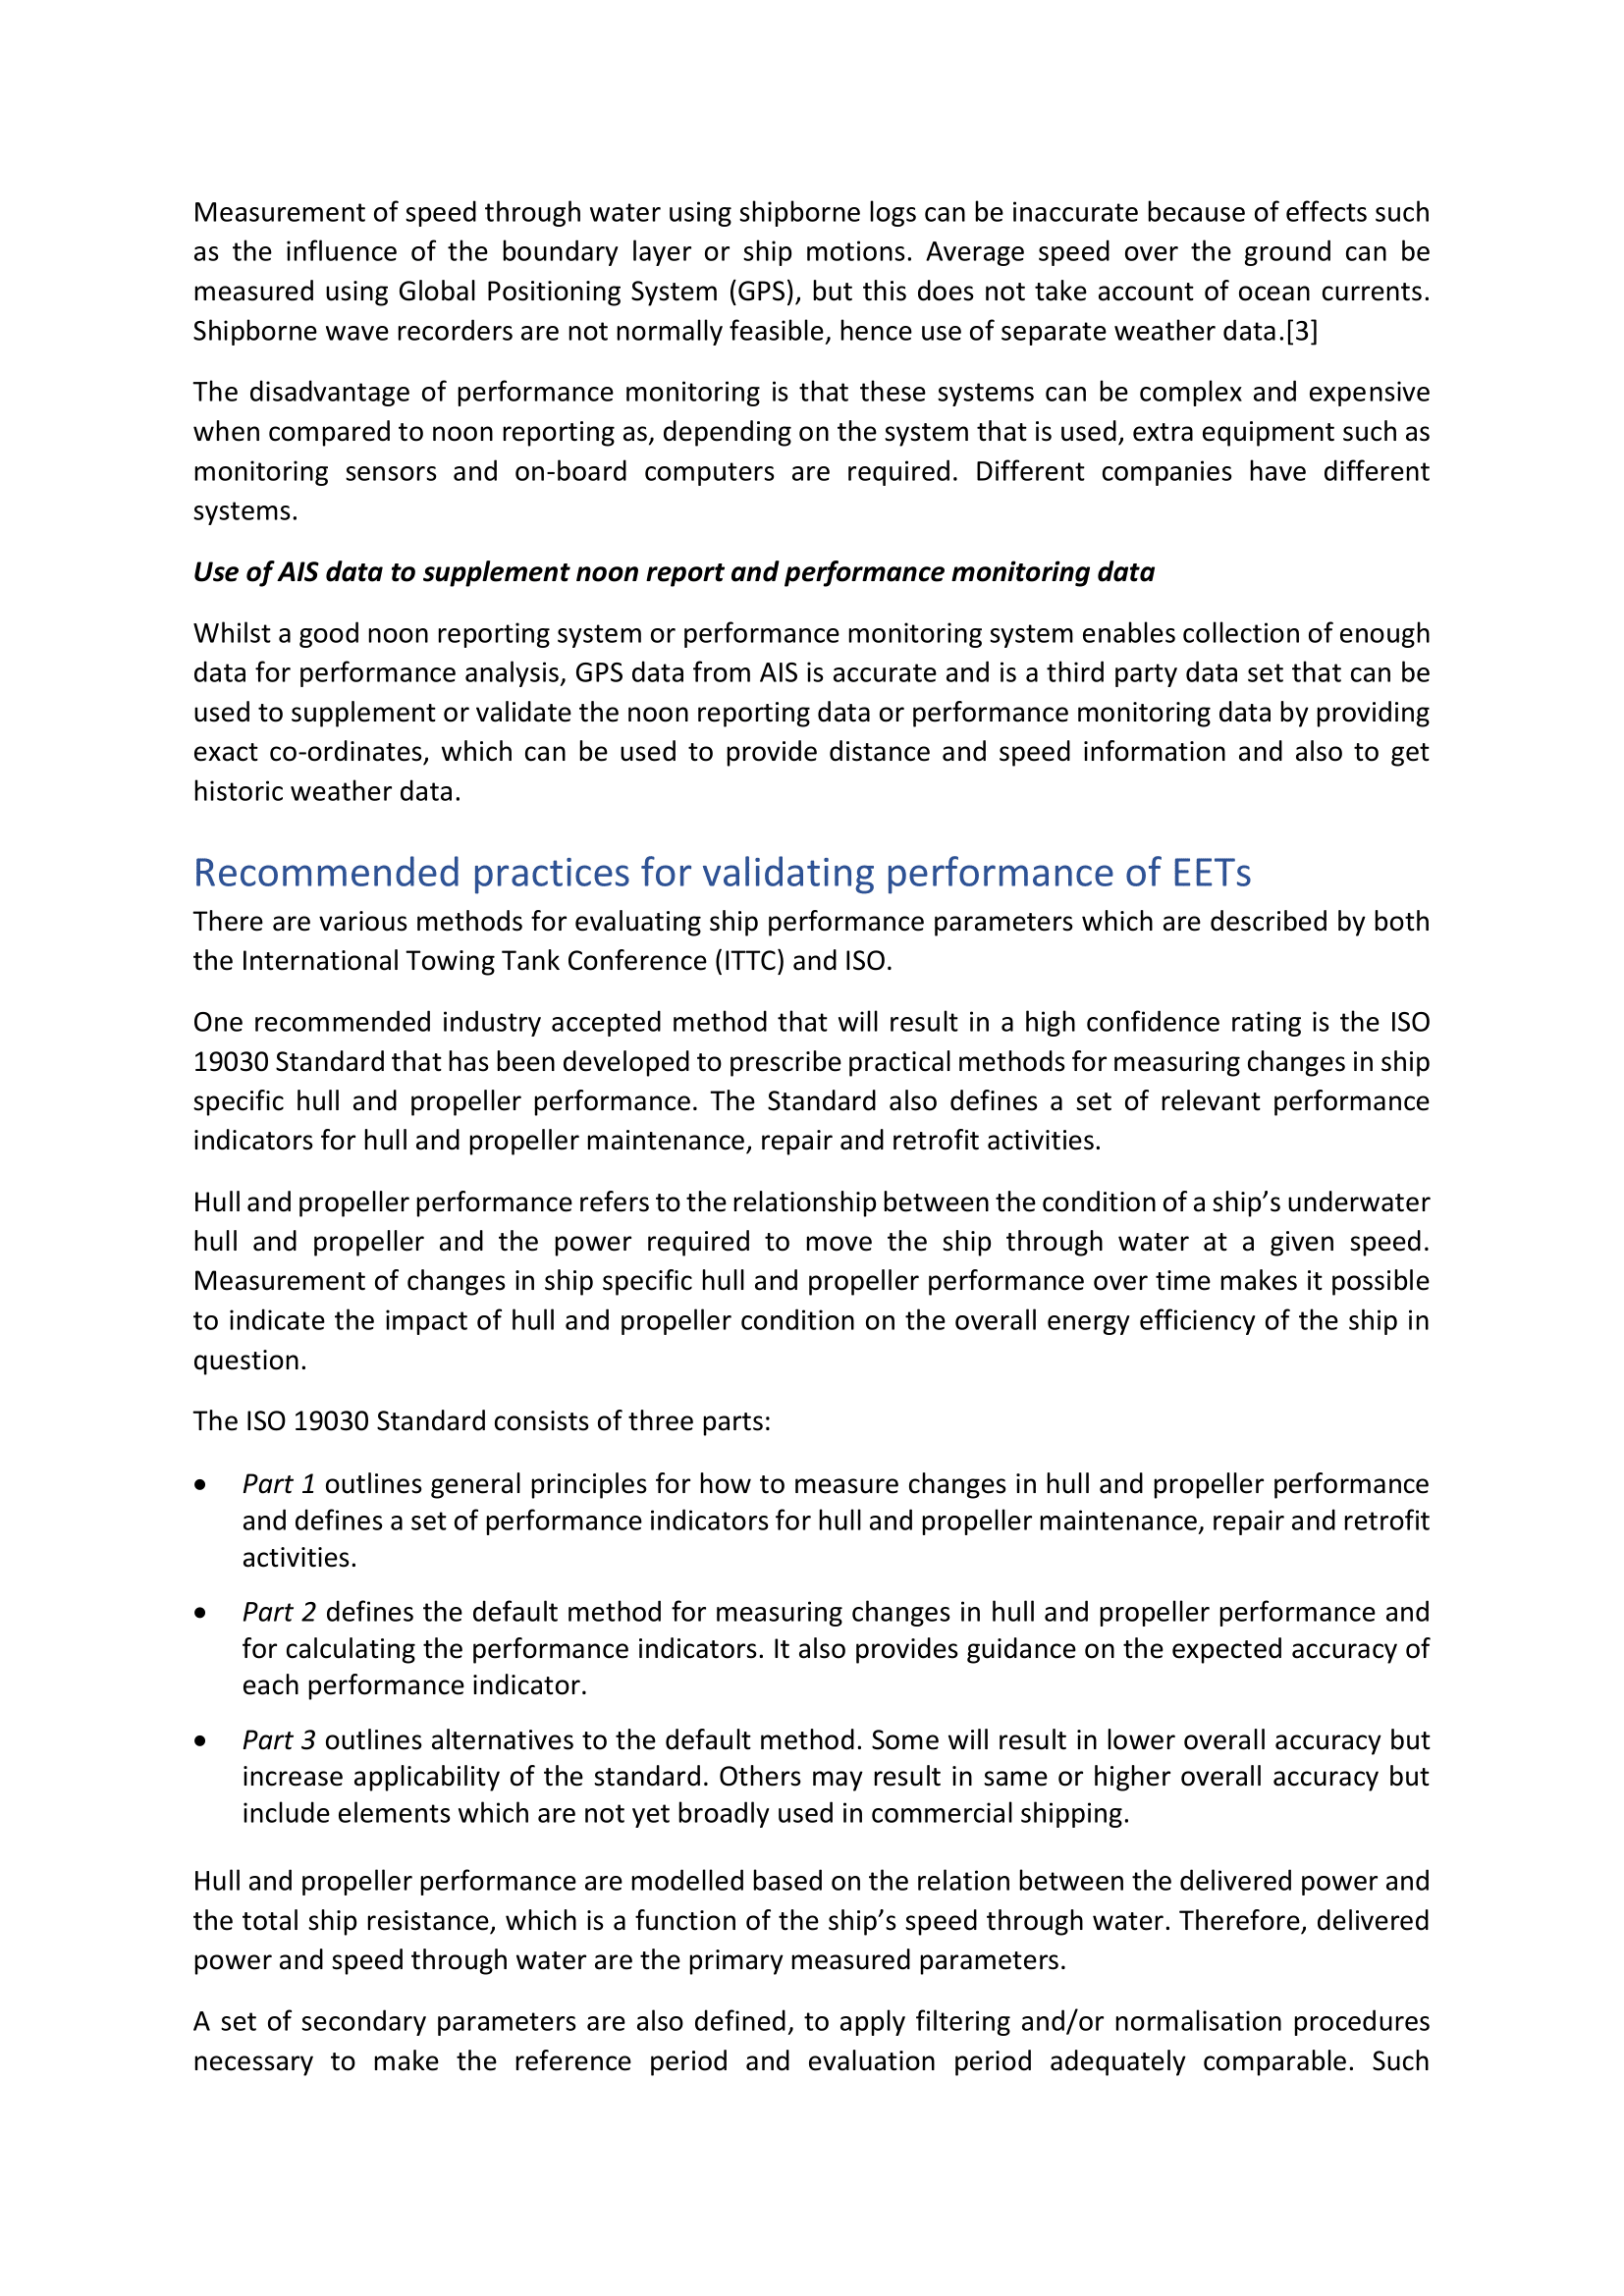 Measurement of speed through water using shipborne logs can be inaccurate because of effects such
as the influence of the boundary layer or ship motions. Average speed over the ground can be
measured using Global Positioning System (GPS), but this does not take account of ocean currents.
Shipborne wave recorders are not normally feasible, hence use of separate weather data.[3]
The disadvantage of performance monitoring is that these systems can be complex and expensive
when compared to noon reporting as, depending on the system that is used, extra equipment such as
monitoring sensors and on-board computers are required. Different companies have different
systems.
Use of AIS data to supplement noon report and performance monitoring data
Whilst a good noon reporting system or performance monitoring system enables collection of enough
data for performance analysis, GPS data from AIS is accurate and is a third party data set that can be
used to supplement or validate the noon reporting data or performance monitoring data by providing
exact co-ordinates, which can be used to provide distance and speed information and also to get
historic weather data.
Recommended practices for validating performance of EETs
There are various methods for evaluating ship performance parameters which are described by both
the International Towing Tank Conference (ITTC) and ISO.
One recommended industry accepted method that will result in a high confidence rating is the ISO
19030 Standard that has been developed to prescribe practical methods for measuring changes in ship
specific hull and propeller performance. The Standard also defines a set of relevant performance
indicators for hull and propeller maintenance, repair and retrofit activities.
Hull and propeller performance refers to the relationship between the condition of a ship’s underwater
hull and propeller and the power required to move the ship through water at a given speed.
Measurement of changes in ship specific hull and propeller performance over time makes it possible
to indicate the impact of hull and propeller condition on the overall energy efficiency of the ship in
question.
The ISO 19030 Standard consists of three parts:
• Part 1 outlines general principles for how to measure changes in hull and propeller performance
and defines a set of performance indicators for hull and propeller maintenance, repair and retrofit
activities.
• Part 2 defines the default method for measuring changes in hull and propeller performance and
for calculating the performance indicators. It also provides guidance on the expected accuracy of
each performance indicator.
• Part 3 outlines alternatives to the default method. Some will result in lower overall accuracy but
increase applicability of the standard. Others may result in same or higher overall accuracy but
include elements which are not yet broadly used in commercial shipping.
Hull and propeller performance are modelled based on the relation between the delivered power and
the total ship resistance, which is a function of the ship’s speed through water. Therefore, delivered
power and speed through water are the primary measured parameters.
A set of secondary parameters are also defined, to apply filtering and/or normalisation procedures
necessary to make the reference period and evaluation period adequately comparable. Such